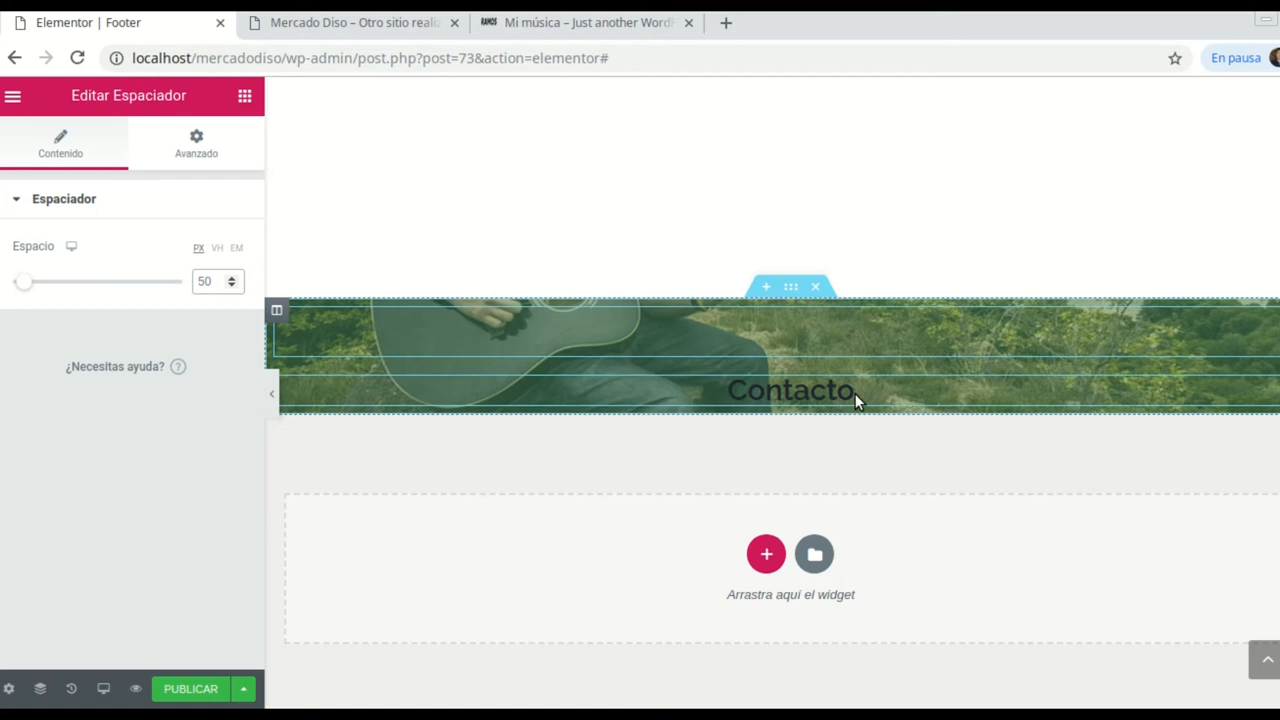 Elementor | Footer
Mercado Diso – Otro sitio realiz
RAMOS Mi música – Just another Word
localhost/mercadodiso/wp-admin/post.php?post=73&action=elementor#
En pausa
Editar Espaciador
Contenido
Avanzado
Espaciador
Espacio
PX VH EM
50
¿Necesitas ayuda? ?
Contacto
Arrastra aquí el widget
PUBLICAR